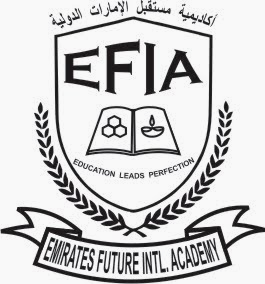 أكاديمية مستقبل الإمارات الدولية
EFIA
EDUCATION LEADS PERFECTION
EMIRATES FUTURE INTL. ACADEMY